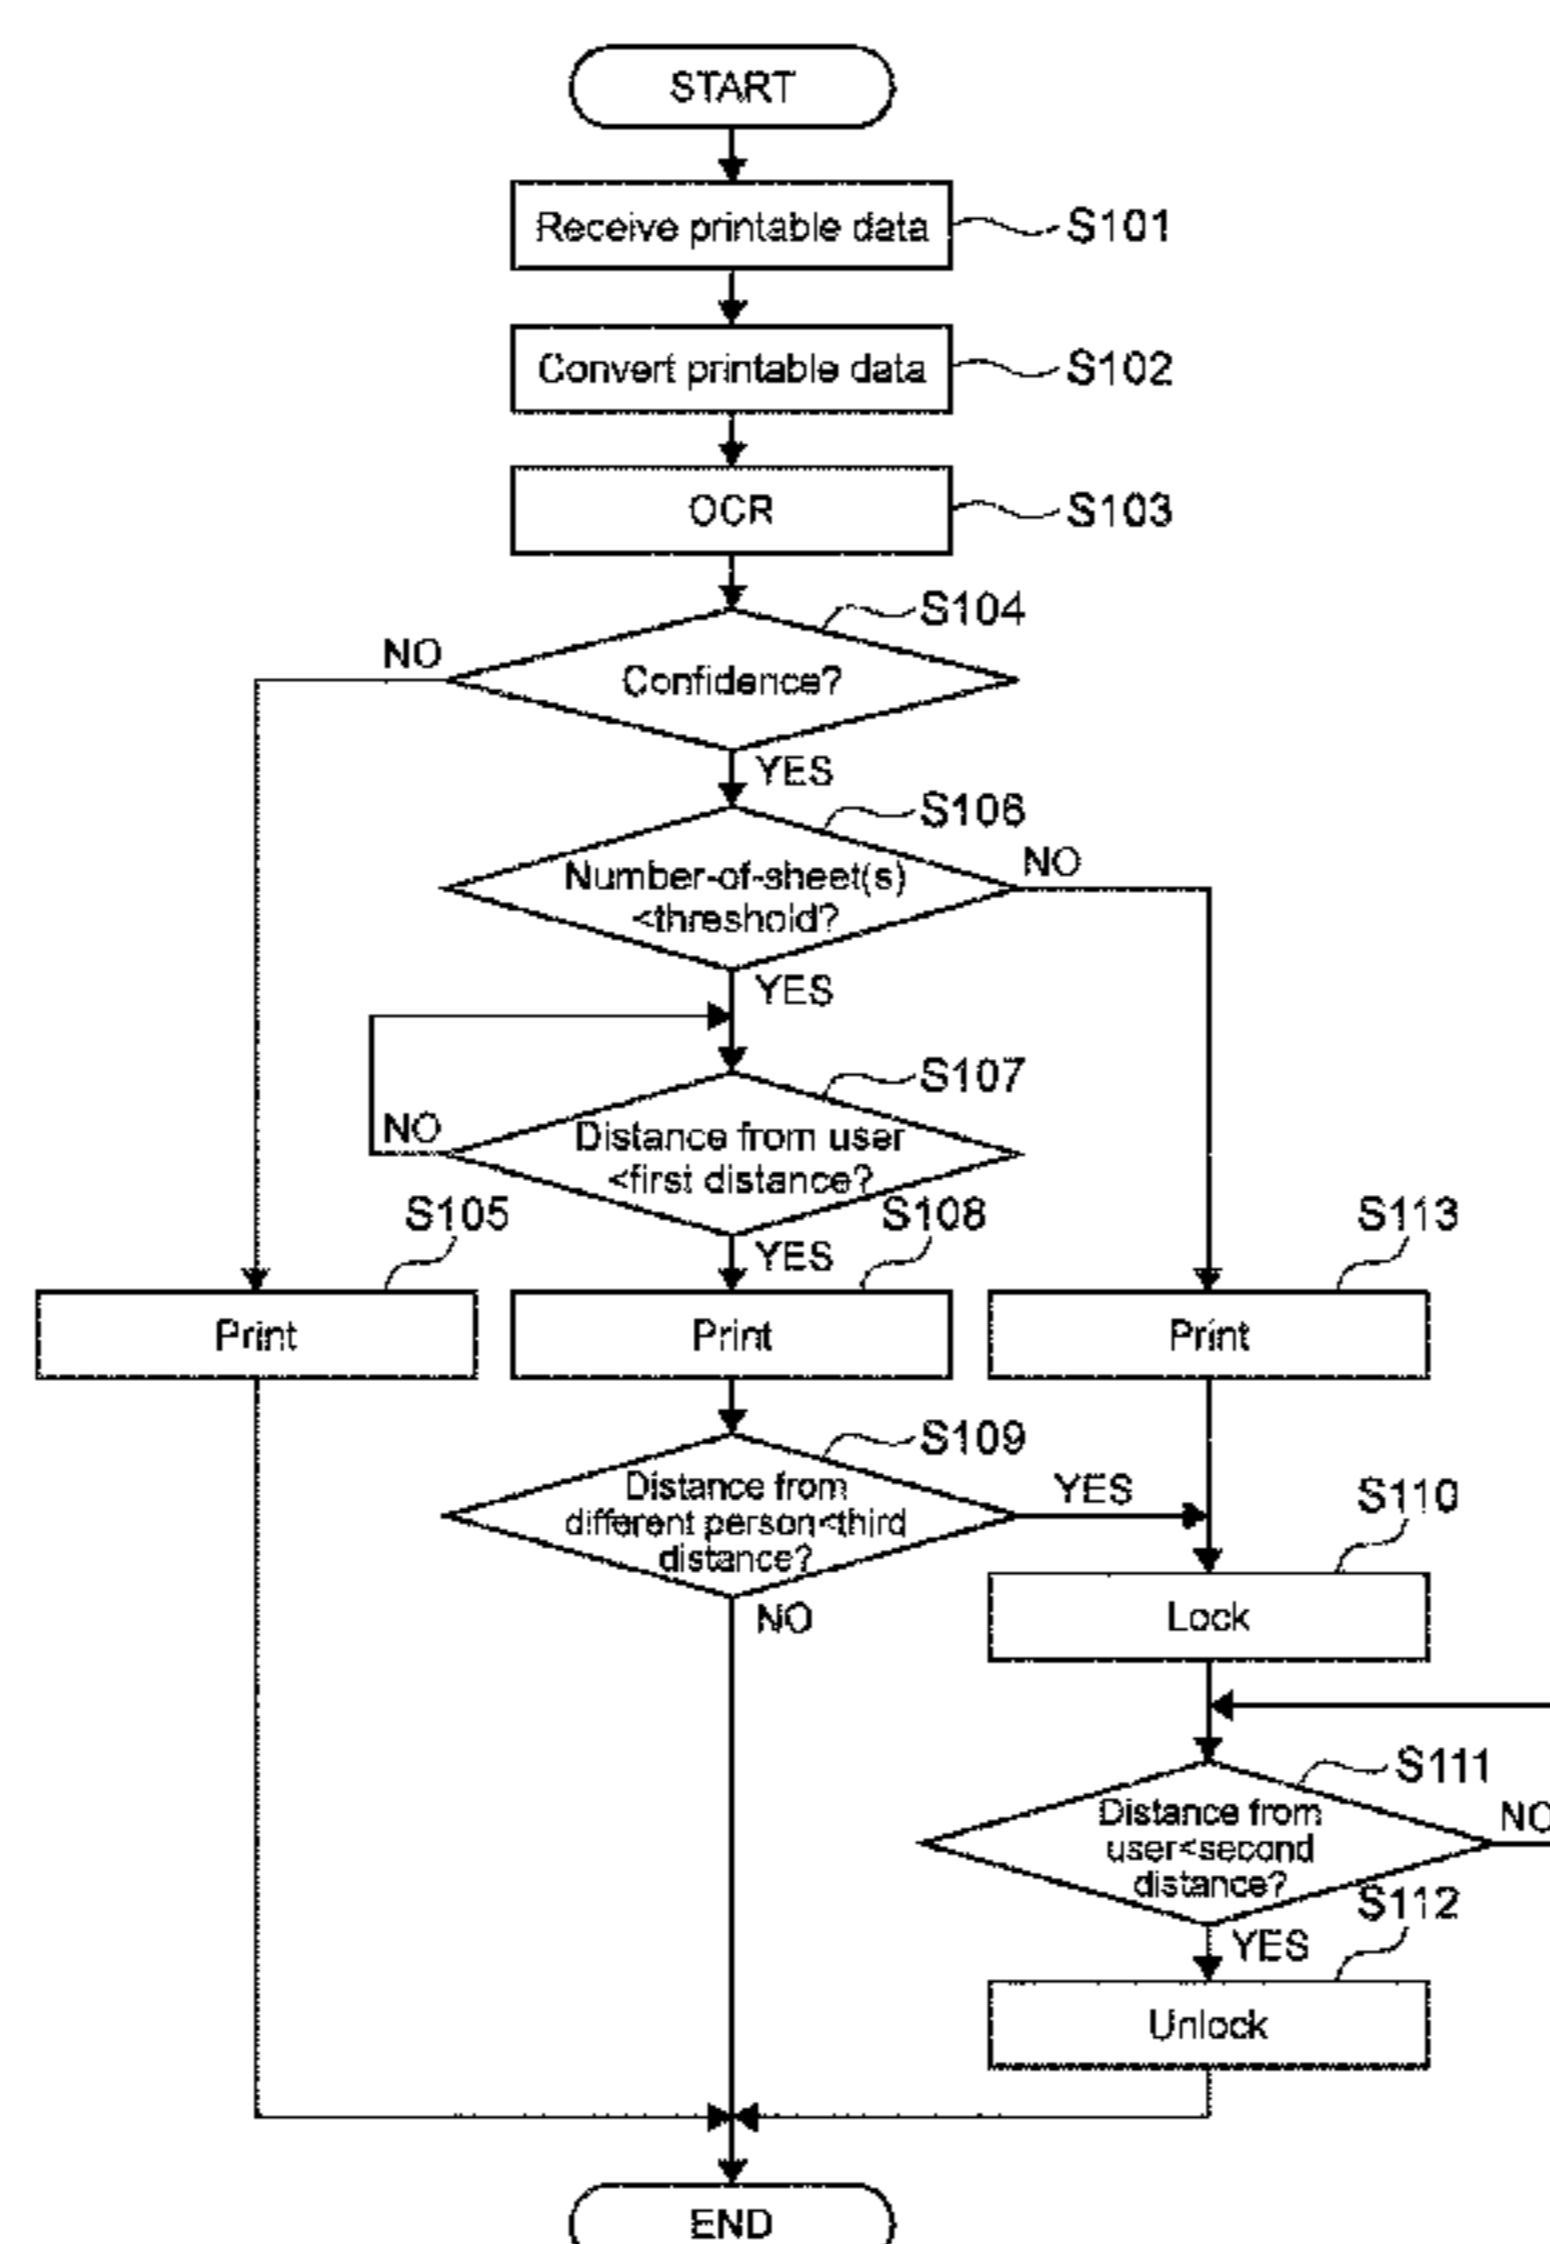 START
Receive printable data
S101
Convert printable data
S102
OCR
S103
S104
NO
Confidence?
YES
S106
Number-of-sheet(s)
<threshold?
NO
YES
S107
NO
Distance from user
<first distance?
S105
S108
S113
YES
Print
Print
Print
S109
Distance from
different person<third
distance?
YES
S110
NO
Lock
S111
Distance from
user<second
distance?
NO
S112
YES
Unlock
END